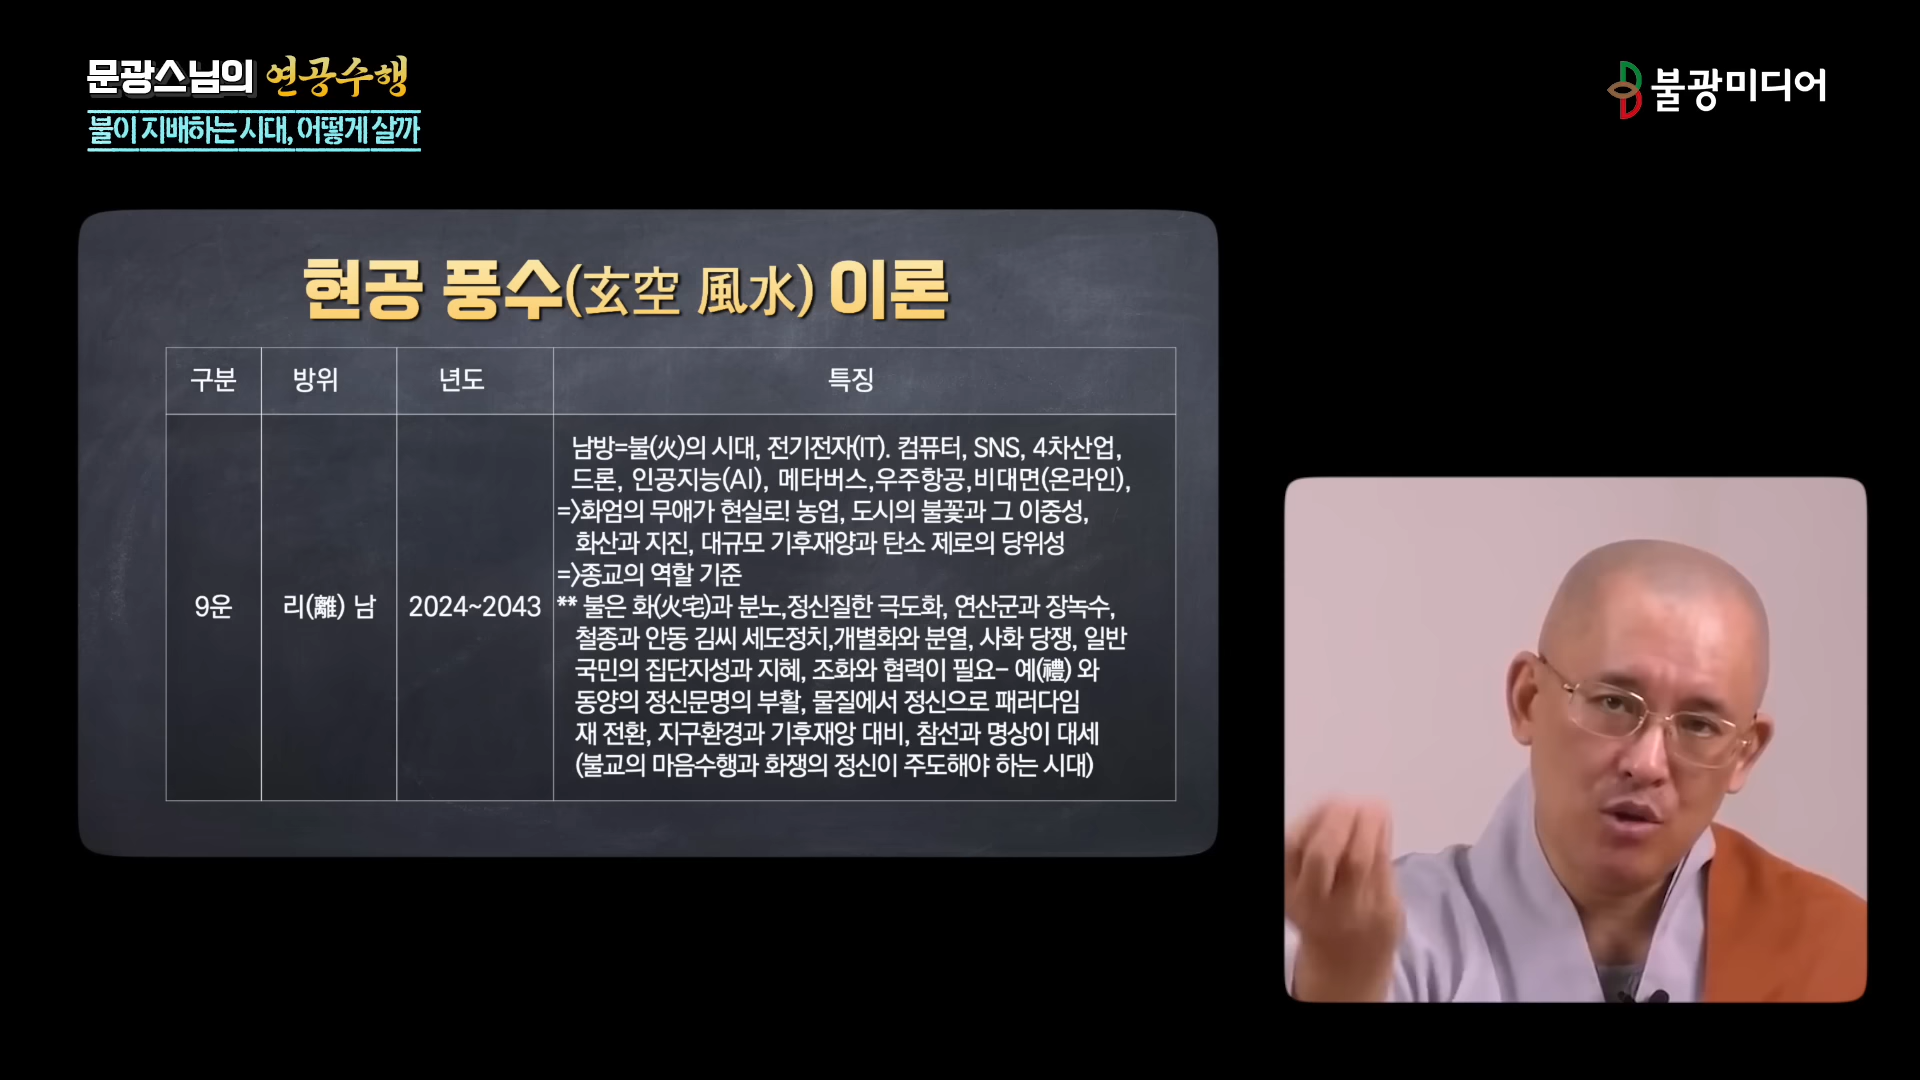 문광스님의 연공수행
불이 지배하는 시대, 어떻게 살까
불광미디어
현공 풍수(玄空 風水) 이론
구분 방위 년도 특징
9운 리(離) 남 2024~2043
남방=불(火)의 시대, 전기전자(IT). 컴퓨터, SNS, 4차산업,
드론, 인공지능(AI), 메타버스,우주항공,비대면(온라인),
=>화엄의 무애가 현실로! 농업, 도시의 불꽃과 그 이중성,
화산과 지진, 대규모 기후재양과 탄소 제로의 당위성
=>종교의 역할 기준
** 불은 화(火宅)과 분노,정신질한 극도화, 연산군과 장녹수,
철종과 안동 김씨 세도정치,개별화와 분열, 사화 당쟁, 일반
국민의 집단지성과 지혜, 조화와 협력이 필요- 예(禮) 와
동양의 정신문명의 부활, 물질에서 정신으로 패러다임
재 전환, 지구환경과 기후재앙 대비, 참선과 명상이 대세
(불교의 마음수행과 화쟁의 정신이 주도해야 하는 시대)